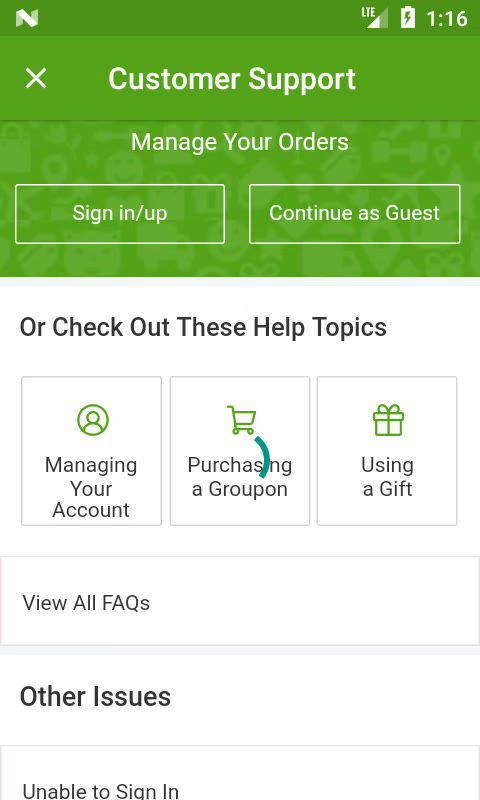 LTE
1:16
Customer Support
Manage Your Orders
Sign in/up
Continue as Guest
Or Check Out These Help Topics
Managing
Your
Account
Purchasing
a Groupon
Using
a Gift
View All FAQs
Other Issues
Unable to Sign In